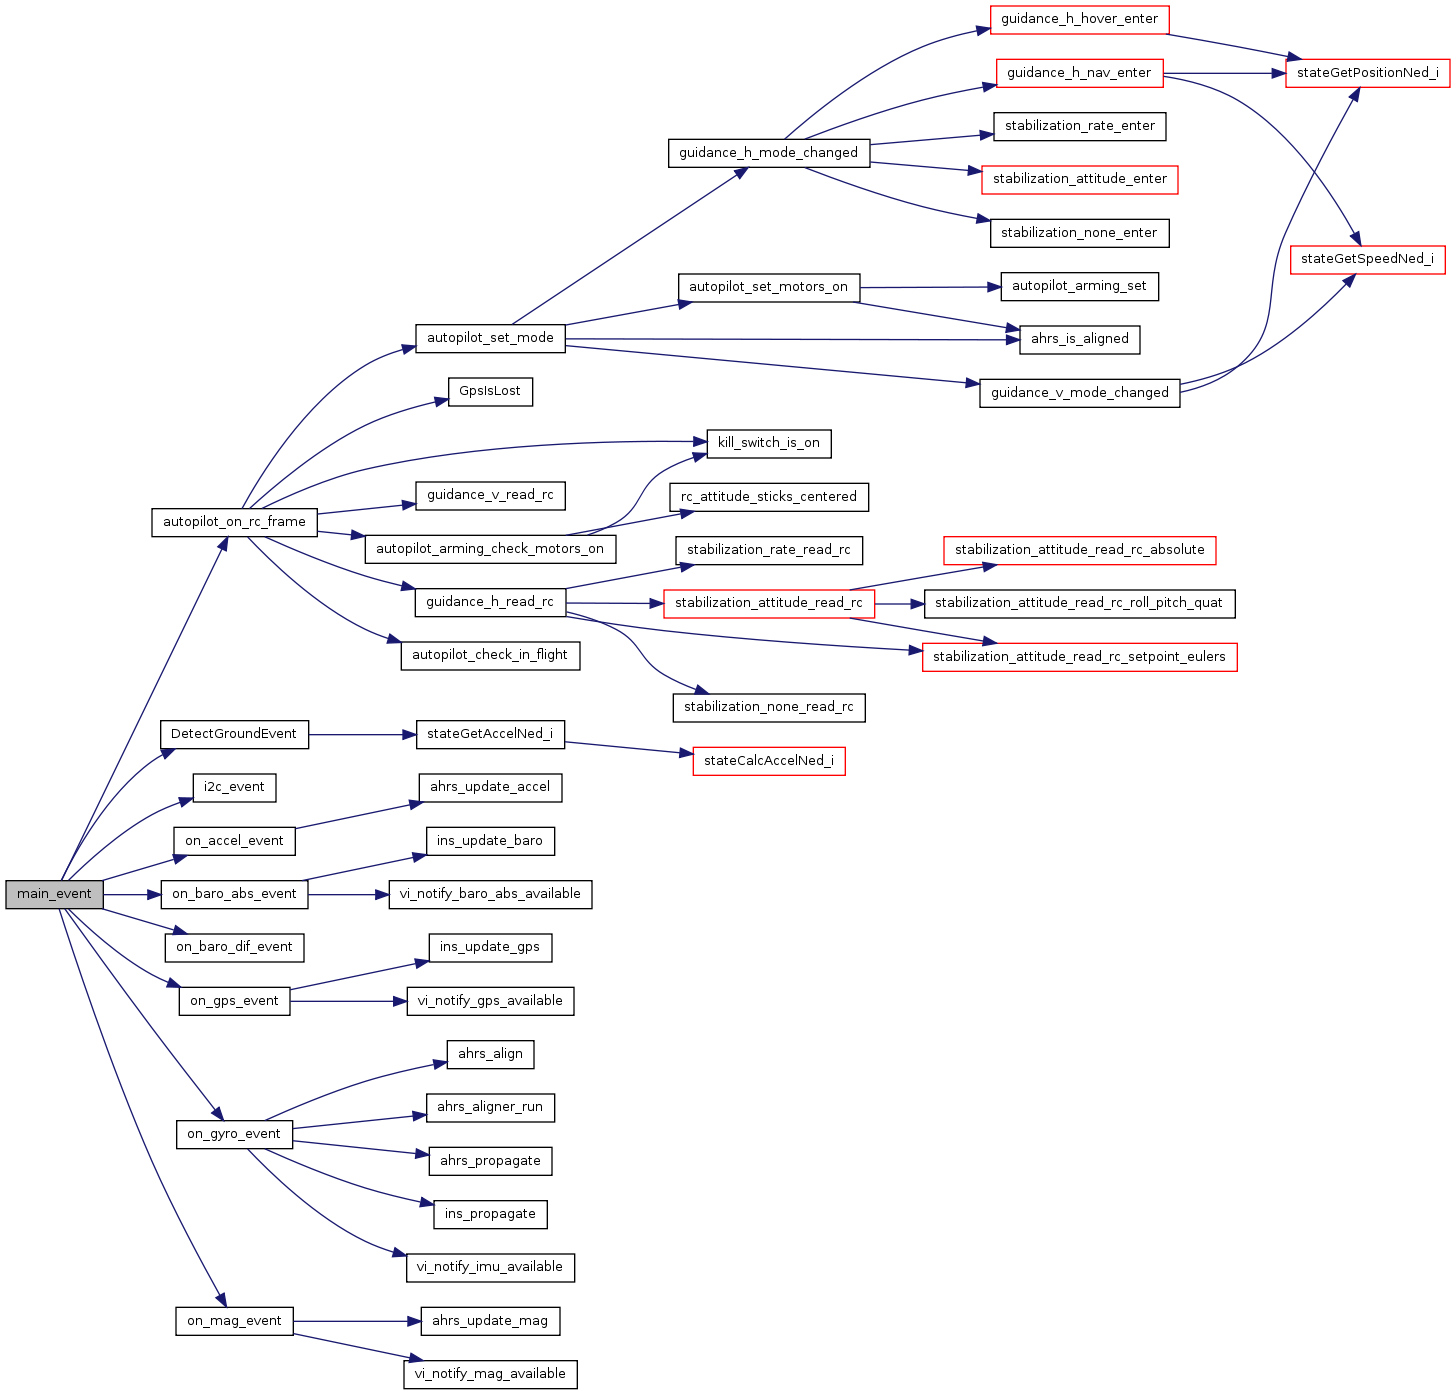 guidance_h_hover_enter
guidance_h_nav_enter
stateGetPositionNed_i
stabilization_rate_enter
guidance_h_mode_changed
stabilization_attitude_enter
stabilization_none_enter
stateGetSpeedNed_i
autopilot_set_motors_on
autopilot_arming_set
autopilot_set_mode
ahrs_is_aligned
GpsIsLost
guidance_v_mode_changed
kill_switch_is_on
guidance_v_read_rc
rc_attitude_sticks_centered
autopilot_on_rc_frame
autopilot_arming_check_motors_on
stabilization_rate_read_rc
stabilization_attitude_read_rc_absolute
guidance_h_read_rc
stabilization_attitude_read_rc
stabilization_attitude_read_rc_roll_pitch_quat
autopilot_check_in_flight
stabilization_attitude_read_rc_setpoint_eulers
stabilization_none_read_rc
DetectGroundEvent
stateGetAccelNed_i
stateCalcAccelNed_i
i2c_event
ahrs_update_accel
on_accel_event
ins_update_baro
main_event
on_baro_abs_event
vi_notify_baro_abs_available
on_baro_dif_event
ins_update_gps
on_gps_event
vi_notify_gps_available
ahrs_align
ahrs_aligner_run
on_gyro_event
ahrs_propagate
ins_propagate
vi_notify_imu_available
on_mag_event
ahrs_update_mag
vi_notify_mag_available